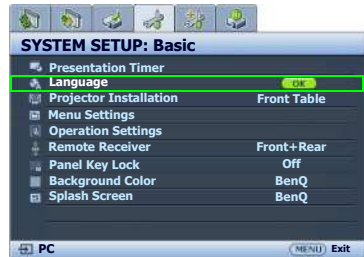 SYSTEM SETUP: Basic
Presentation Timer
Language OK
Projector Installation Front Table
Menu Settings
Operation Settings
Remote Receiver Front+Rear
Panel Key Lock Off
Background Color BenQ
Splash Screen BenQ
PC MENU Exit